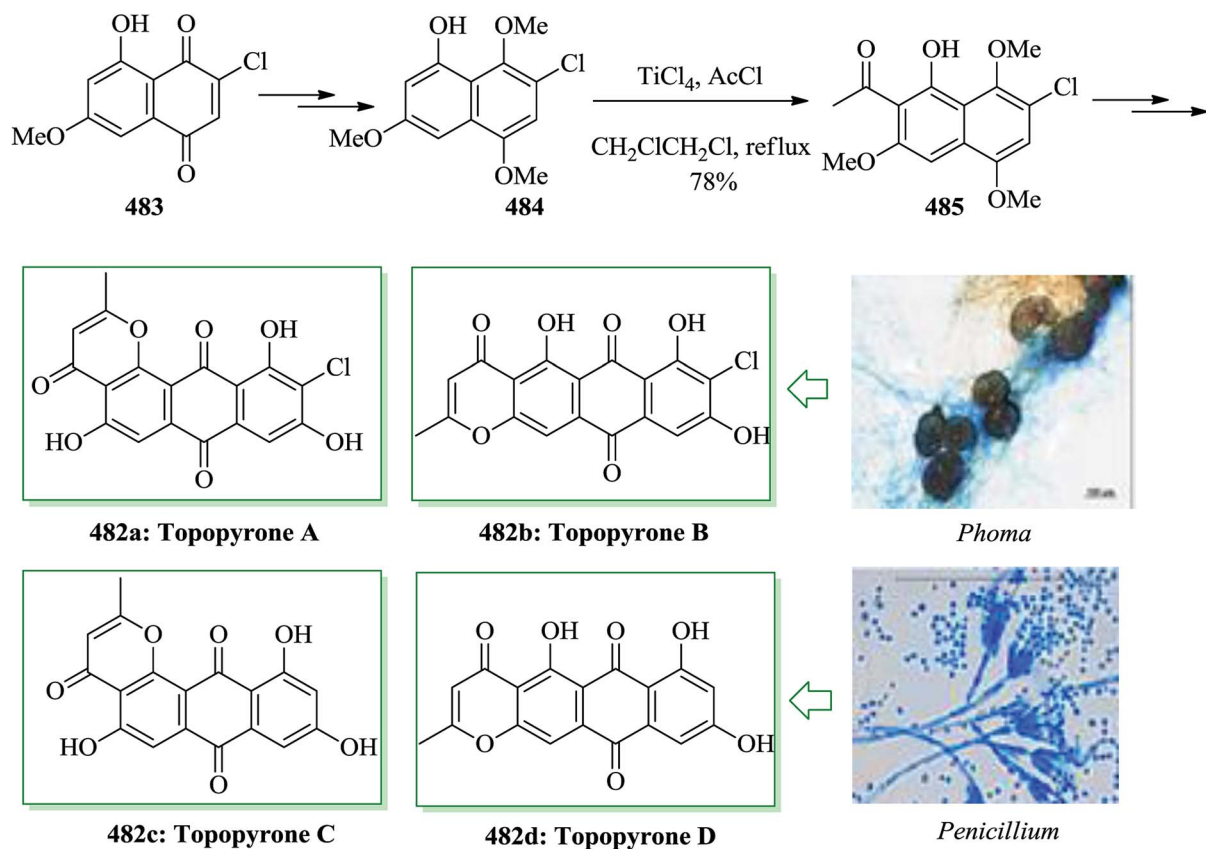 OH O Cl MeO O
483
OH OMe Cl MeO OMe
484
TiCl4, AcCl
CH2ClCH2Cl, reflux
78%
O OH OMe Cl MeO OMe
485
O O O OH Cl HO O OH
482a: Topopyrone A
O OH O OH Cl O O OH
482b: Topopyrone B
Phoma
O O O OH HO O OH
482c: Topopyrone C
O OH O OH O O OH
482d: Topopyrone D
Penicillium